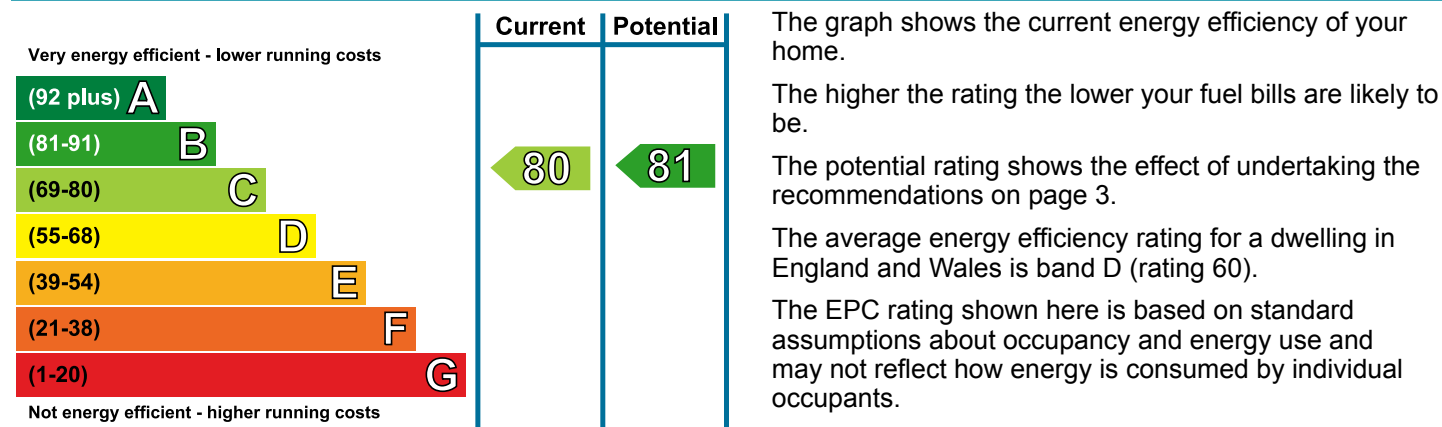 Current Potential
Very energy efficient - lower running costs
(92 plus) A
(81-91) B
(69-80) C
(55-68) D
(39-54) E
(21-38) F
(1-20) G
Not energy efficient - higher running costs
80 81
The graph shows the current energy efficiency of your
home.
The higher the rating the lower your fuel bills are likely to
be.
The potential rating shows the effect of undertaking the
recommendations on page 3.
The average energy efficiency rating for a dwelling in
England and Wales is band D (rating 60).
The EPC rating shown here is based on standard
assumptions about occupancy and energy use and
may not reflect how energy is consumed by individual
occupants.